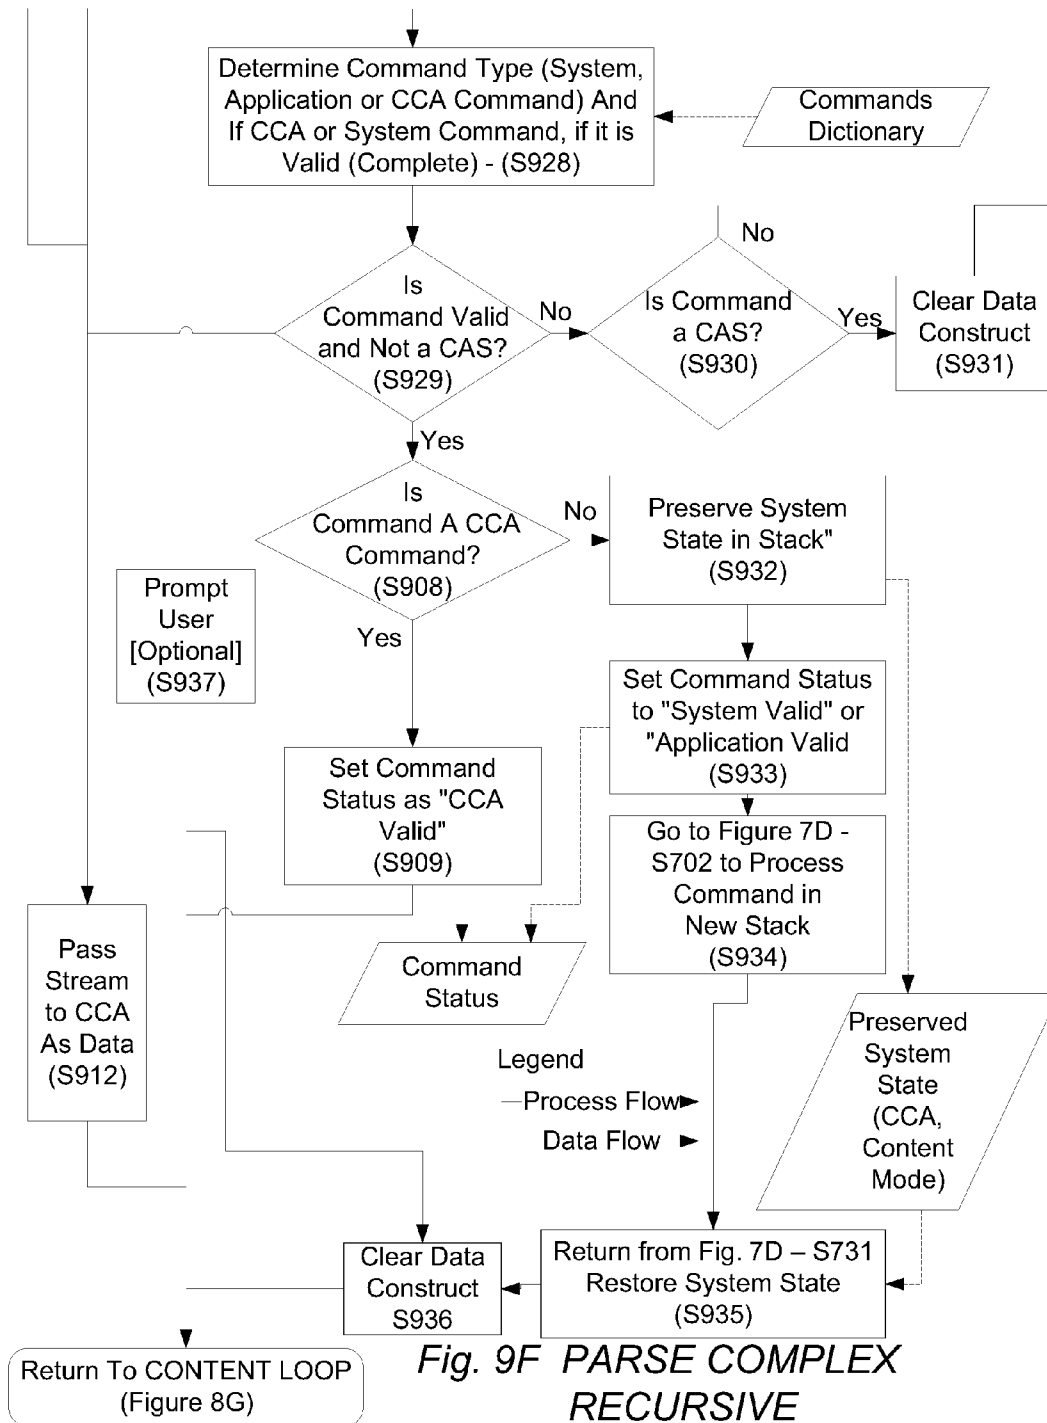 Determine Command Type (System,
Application or CCA Command) And
If CCA or System Command, if it is
Valid (Complete) - (S928)
Commands
Dictionary
Is
Command Valid
and Not a CAS?
(S929)
No
No
Is Command
a CAS?
(S930)
Yes
Clear Data
Construct
(S931)
Yes
Is
Command A CCA
Command?
(S908)
No
Preserve System
State in Stack"
(S932)
Prompt
User
[Optional]
(S937)
Yes
Set Command Status
to "System Valid" or
"Application Valid
(S933)
Set Command
Status as "CCA
Valid"
(S909)
Go to Figure 7D -
S702 to Process
Command in
New Stack
(S934)
Pass
Stream
to CCA
As Data
(S912)
Command
Status
Preserved
System
State
(CCA,
Content
Mode)
Legend
Process Flow
Data Flow
Clear Data
Construct
S936
Return from Fig. 7D – S731
Restore System State
(S935)
Return To CONTENT LOOP
(Figure 8G)
Fig. 9F PARSE COMPLEX
RECURSIVE